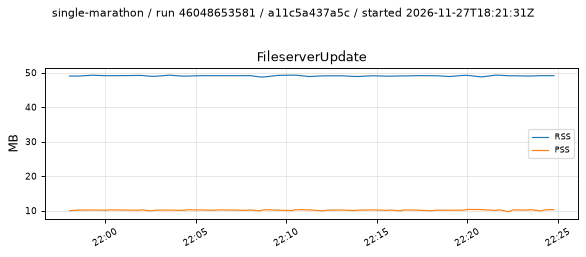 single-marathon / run 46048653581 / a11c5a437a5c / started 2026-11-27T18:21:31Z
FileserverUpdate
MB
50
40
30
20
10
RSS
PSS
22:00
22:05
22:10
22:15
22:20
22:25